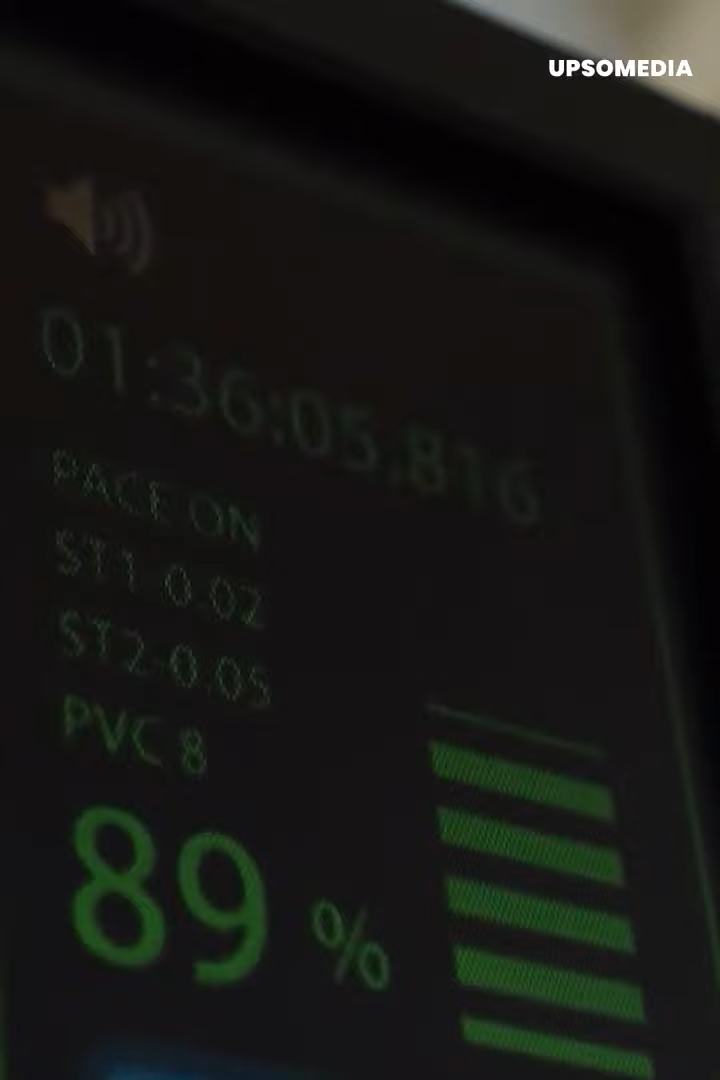 UPSOMEDIA
01:36:05,816
PACE ON
ST1-0.02
ST2-0.05
PVC 8
89 %